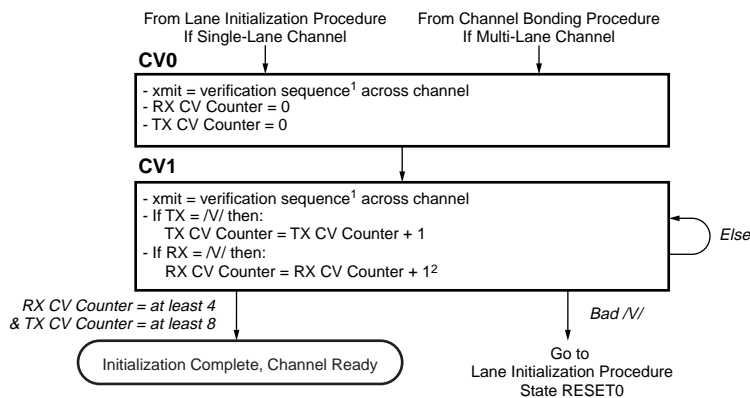 From Lane Initialization Procedure
If Single-Lane Channel
From Channel Bonding Procedure
If Multi-Lane Channel
CV0
- xmit = verification sequence¹ across channel
- RX CV Counter = 0
- TX CV Counter = 0
CV1
- xmit = verification sequence¹ across channel
- If TX = /V/ then:
TX CV Counter = TX CV Counter + 1
- If RX = /V/ then:
RX CV Counter = RX CV Counter + 1²
Else
RX CV Counter = at least 4
& TX CV Counter = at least 8
Bad /V/
Initialization Complete, Channel Ready
Go to
Lane Initialization Procedure
State RESET0